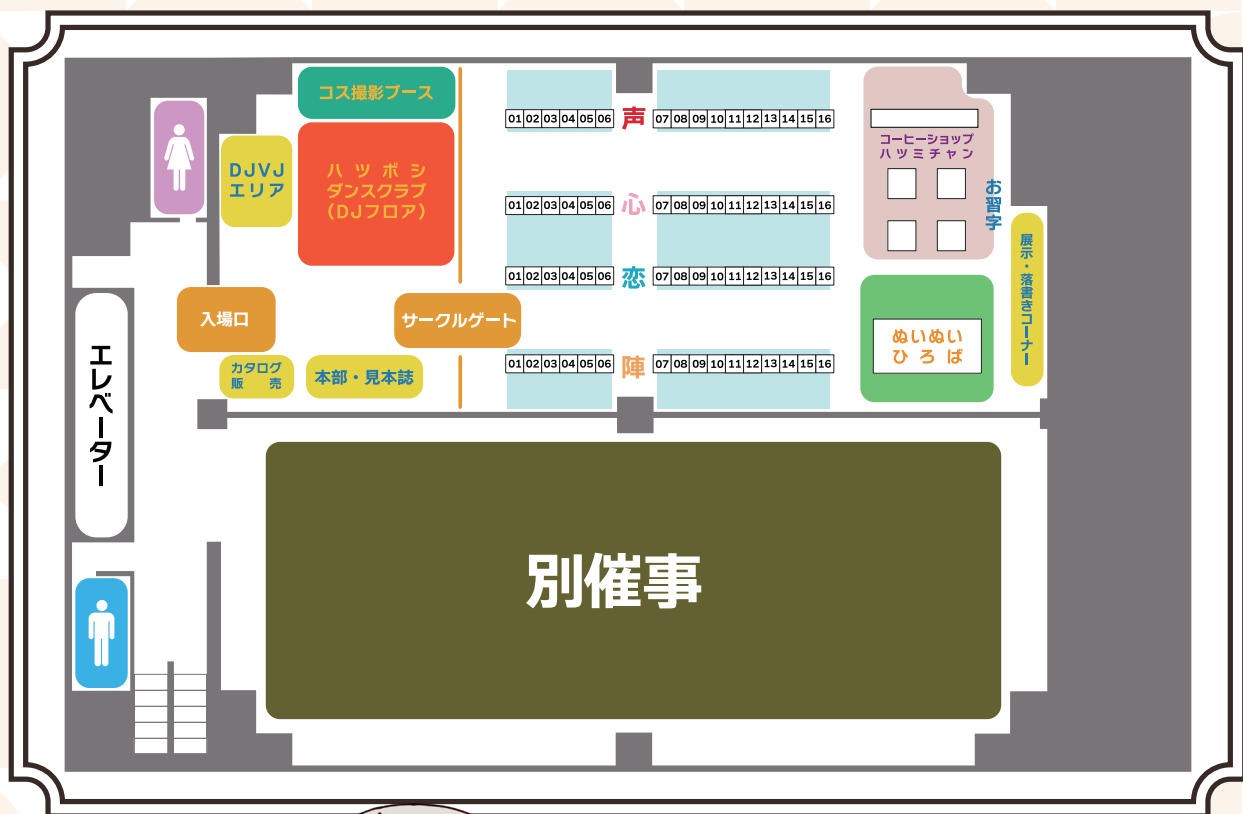 コス撮影ブース
01 02 03 04 05 06 声 07 08 09 10 11 12 13 14 15 16
コーヒーショップ
ハツミチャン
DJVJ
エリア
ハツボシ
ダンスクラブ
(DJフロア)
お習字
01 02 03 04 05 06 心 07 08 09 10 11 12 13 14 15 16
展示・落書きコーナー
01 02 03 04 05 06 恋 07 08 09 10 11 12 13 14 15 16
入場口
サークルゲート
ぬいぬい
ひろば
カタログ
販売
本部・見本誌
01 02 03 04 05 06 陣 07 08 09 10 11 12 13 14 15 16
エレベーター
別催事